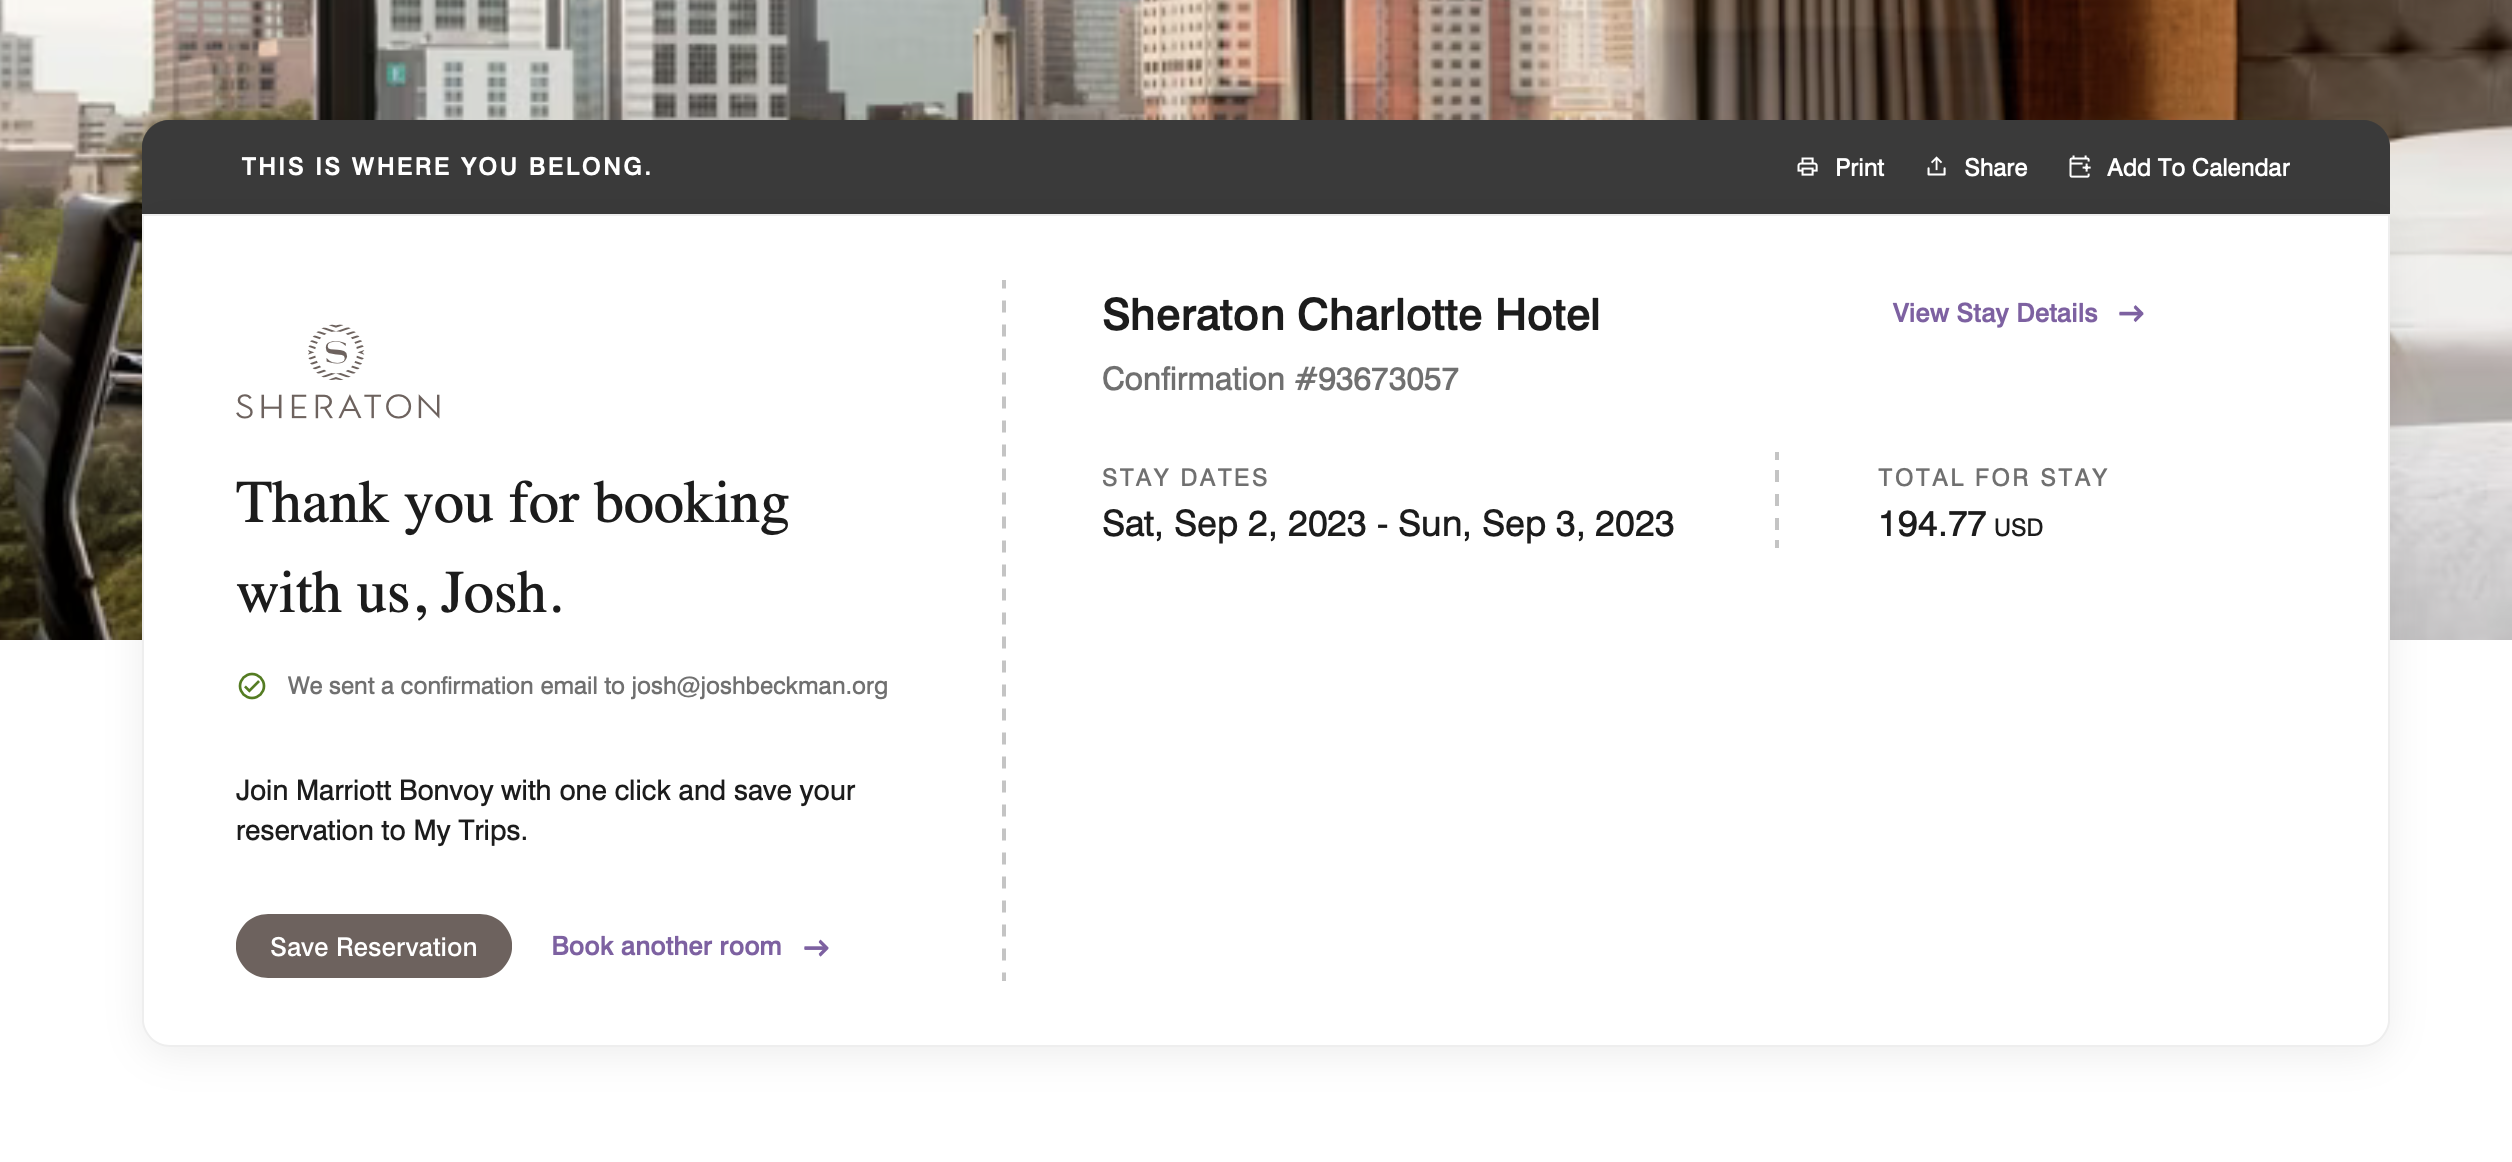 THIS IS WHERE YOU BELONG.
Print
Share
Add To Calendar
S
SHERATON
Thank you for booking
with us, Josh.
We sent a confirmation email to josh@joshbeckman.org
Join Marriott Bonvoy with one click and save your
reservation to My Trips.
Save Reservation
Book another room
Sheraton Charlotte Hotel
View Stay Details
Confirmation #93673057
STAY DATES
Sat, Sep 2, 2023 - Sun, Sep 3, 2023
TOTAL FOR STAY
194.77 USD